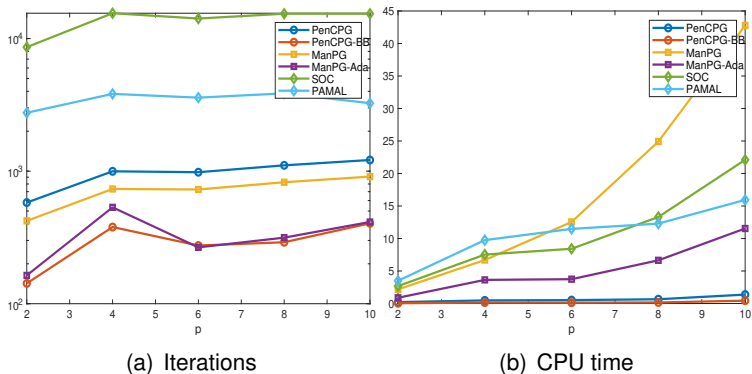 10^4
10^3
10^2
2 3 4 5 6 7 8 9 10
p
PenCPG
PenCPG-BB
ManPG
ManPG-Ada
SOC
PAMAL
(a) Iterations
45
40
35
30
25
20
15
10
5
0
2 3 4 5 6 7 8 9 10
p
PenCPG
PenCPG-BB
ManPG
ManPG-Ada
SOC
PAMAL
(b) CPU time